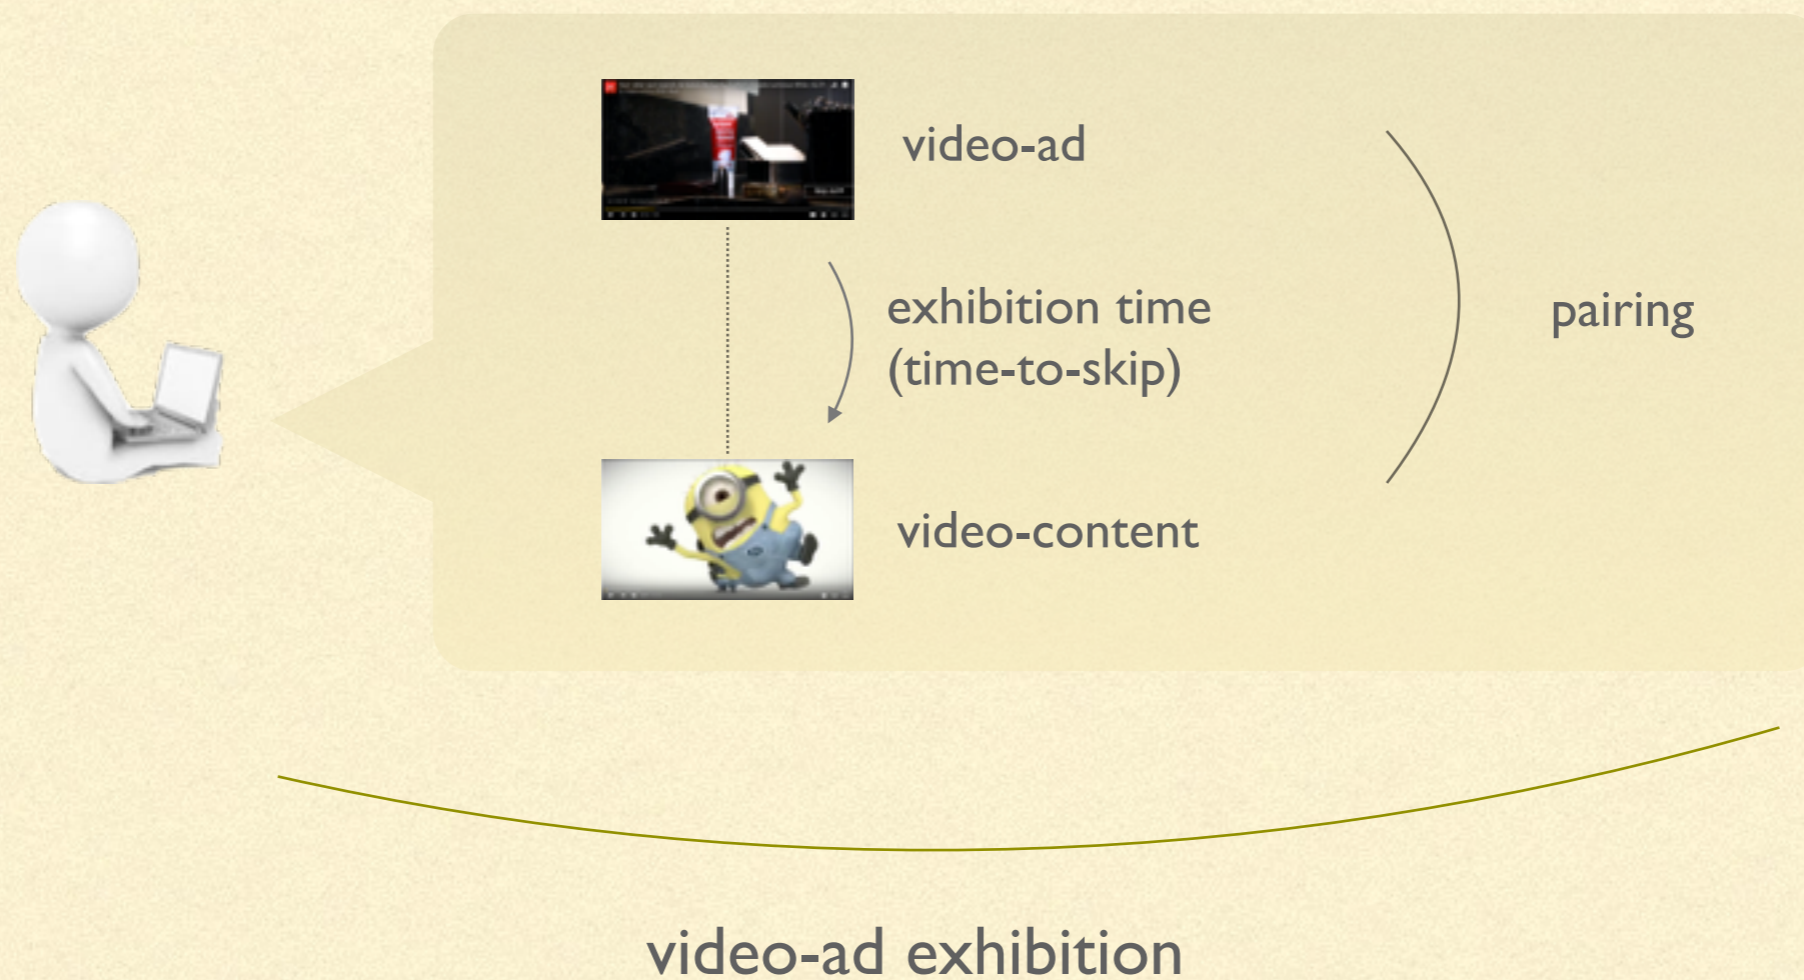 video-ad
exhibition time
(time-to-skip)
pairing
video-content
video-ad exhibition